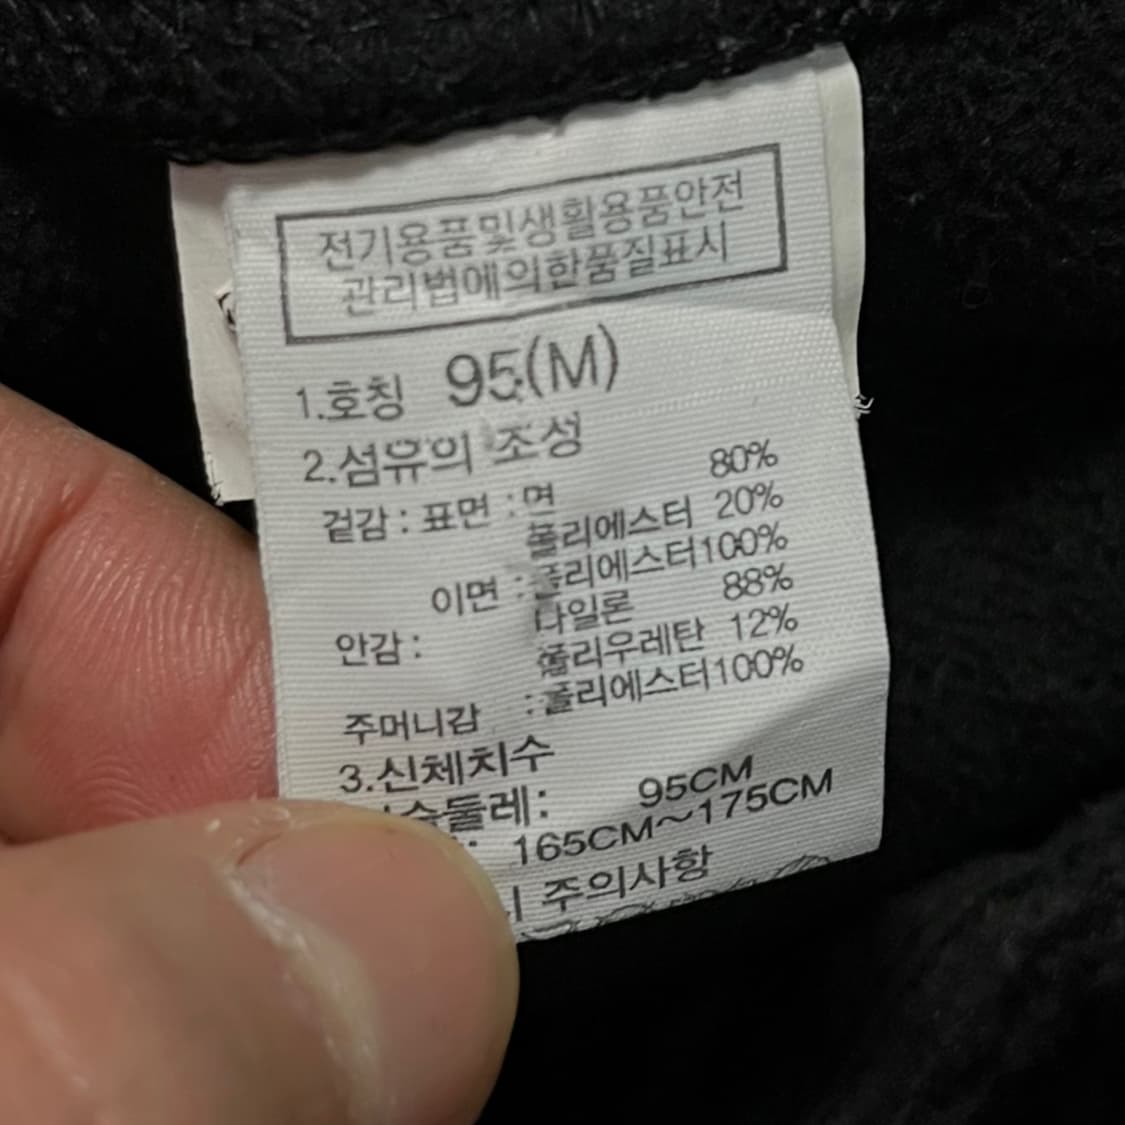 전기용품및생활용품안전
관리법에의한품질표시
1.호칭 95(M)
2.섬유의 조성
겉감 : 표면 : 면 80%
폴리에스터 20%
이면 : 폴리에스터100%
안감 : 나일론 88%
폴리우레탄 12%
주머니감 : 폴리에스터100%
3.신체치수
슴둘레: 95CM
: 165CM~175CM
주의사항